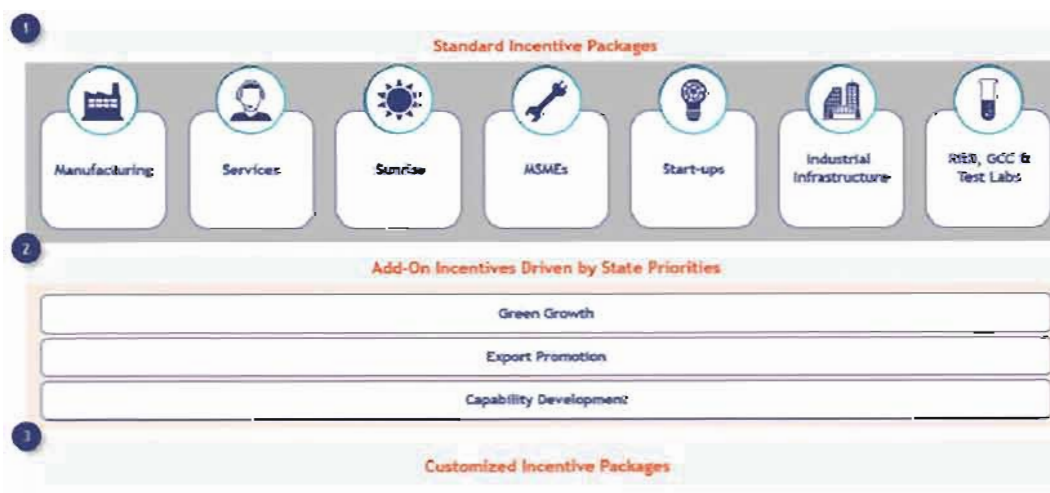 1
Standard Incentive Packages
Manufacturing
Services
Sunrise
MSMEs
Start-ups
Industrial
Infrastructure
R&D, GCC &
Test Labs
2
Add-On Incentives Driven by State Priorities
Green Growth
Export Promotion
Capability Development
3
Customized Incentive Packages